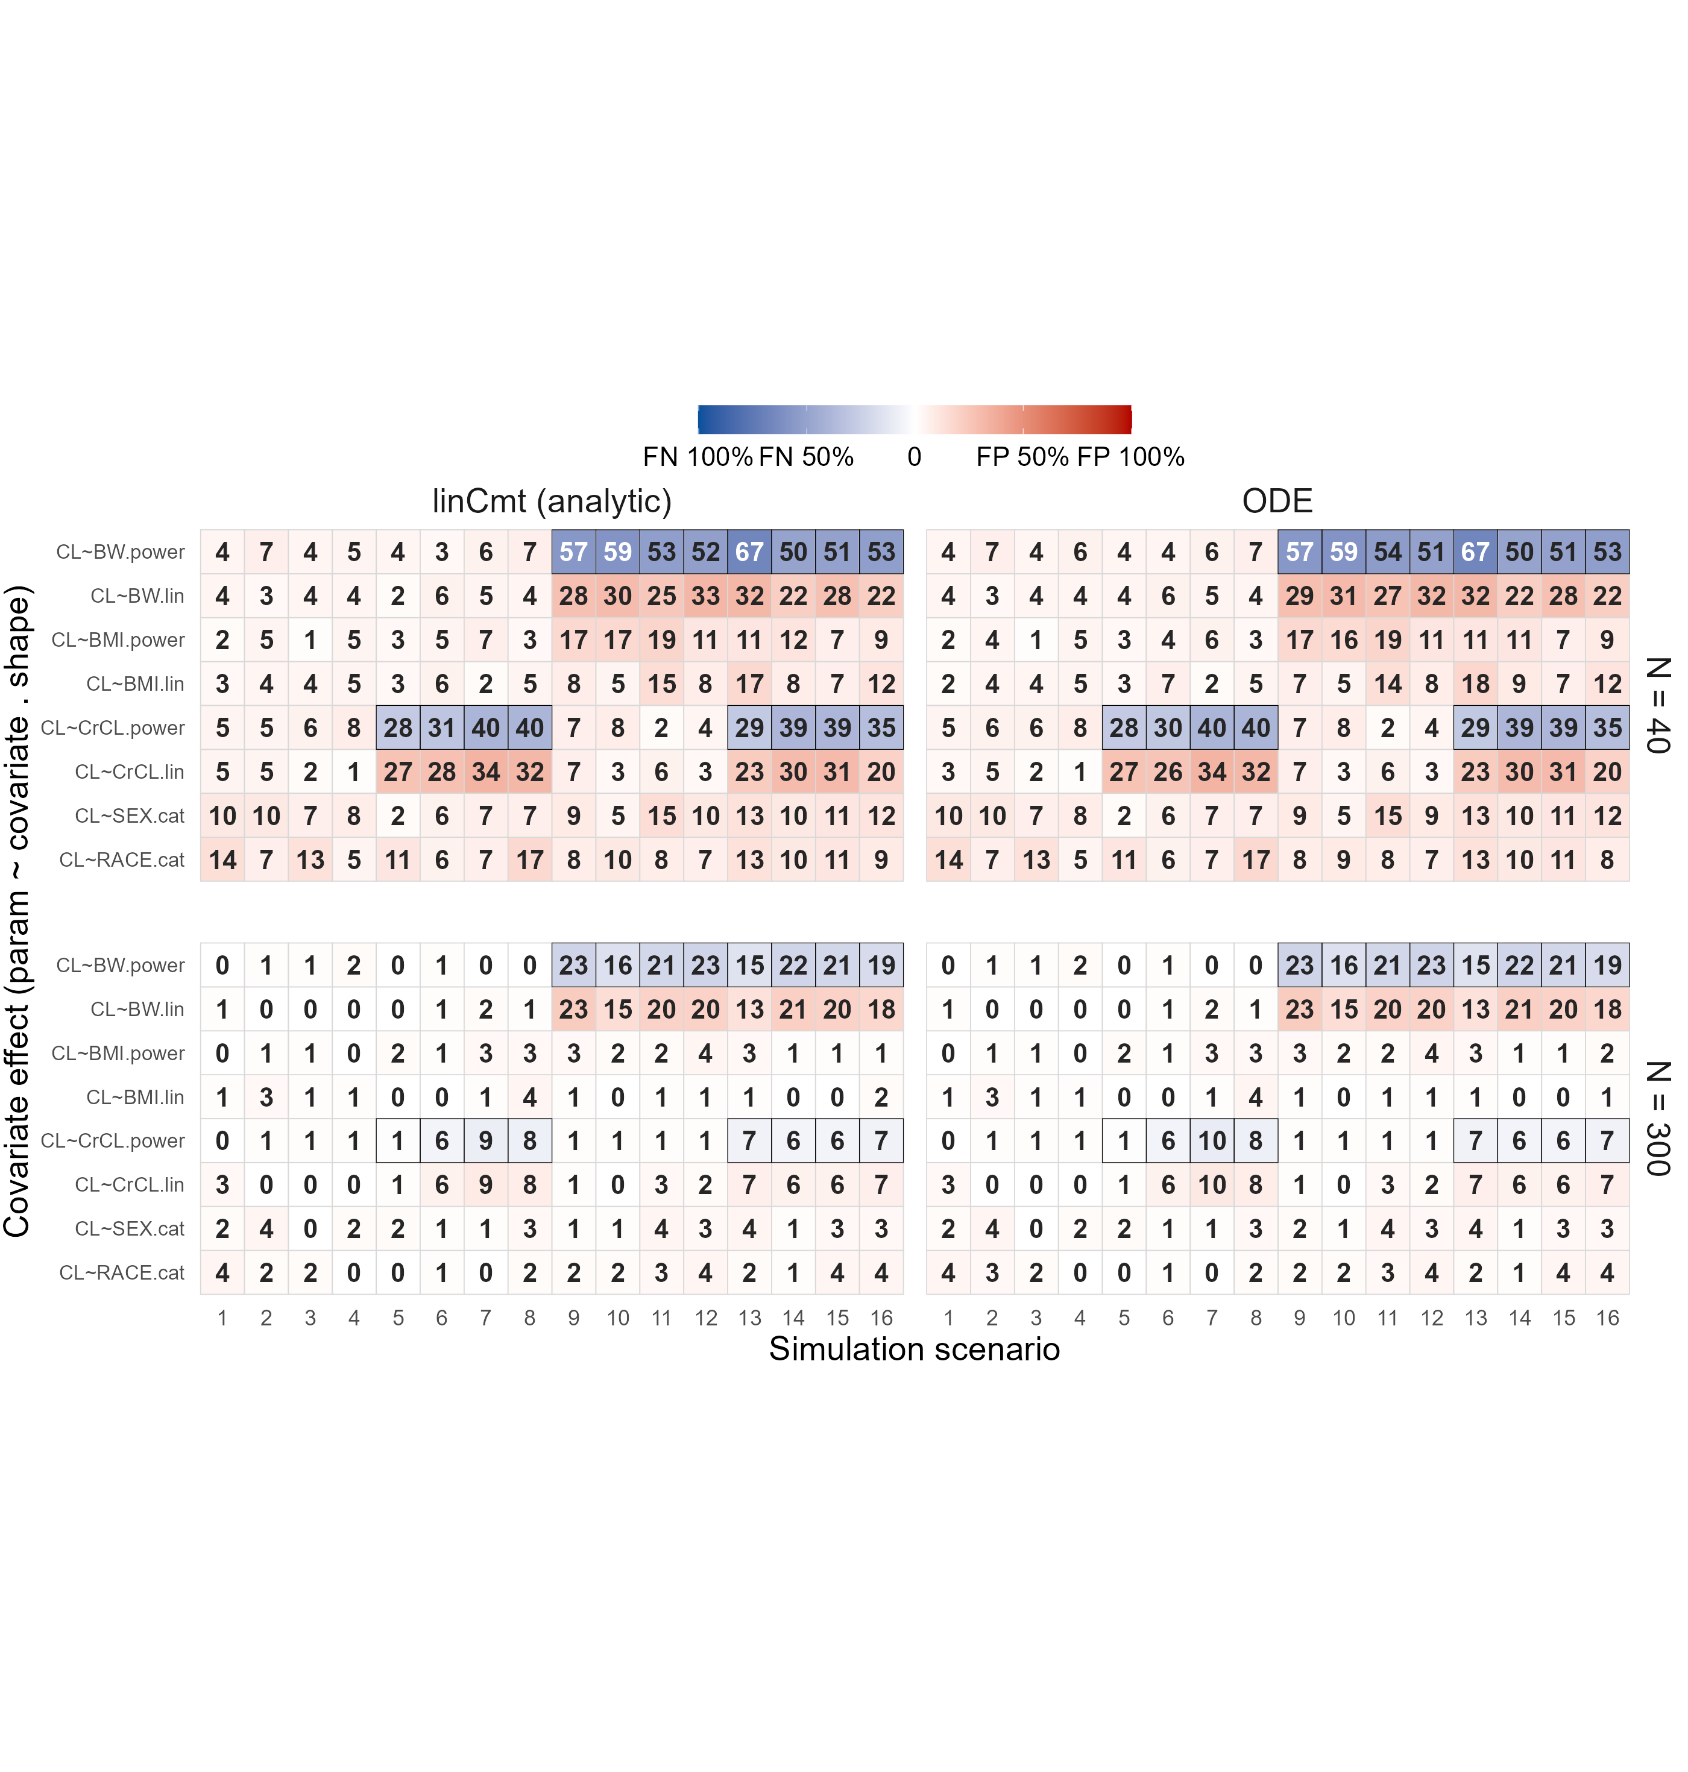 FN 100% FN 50% 0 FP 50% FP 100%
linCmt (analytic) ODE
Covariate effect (param ~ covariate . shape)
CL~BW.power 4 7 4 5 4 3 6 7 57 59 53 52 67 50 51 53 4 7 4 6 4 4 6 7 57 59 54 51 67 50 51 53
CL~BW.lin 4 3 4 4 2 6 5 4 28 30 25 33 32 22 28 22 4 3 4 4 4 6 5 4 29 31 27 32 32 22 28 22
CL~BMI.power 2 5 1 5 3 5 7 3 17 17 19 11 11 12 7 9 2 4 1 5 3 4 6 3 17 16 19 11 11 11 7 9
CL~BMI.lin 3 4 4 5 3 6 2 5 8 5 15 8 17 8 7 12 2 4 4 5 3 7 2 5 7 5 14 8 18 9 7 12
CL~CrCL.power 5 5 6 8 28 31 40 40 7 8 2 4 29 39 39 35 5 6 6 8 28 30 40 40 7 8 2 4 29 39 39 35
CL~CrCL.lin 5 5 2 1 27 28 34 32 7 3 6 3 23 30 31 20 3 5 2 1 27 26 34 32 7 3 6 3 23 30 31 20
CL~SEX.cat 10 10 7 8 2 6 7 7 9 5 15 10 13 10 11 12 10 10 7 8 2 6 7 7 9 5 15 9 13 10 11 12
CL~RACE.cat 14 7 13 5 11 6 7 17 8 10 8 7 13 10 11 9 14 7 13 5 11 6 7 17 8 9 8 7 13 10 11 8
N = 40
CL~BW.power 0 1 1 2 0 1 0 0 23 16 21 23 15 22 21 19 0 1 1 2 0 1 0 0 23 16 21 23 15 22 21 19
CL~BW.lin 1 0 0 0 0 1 2 1 23 15 20 20 13 21 20 18 1 0 0 0 0 1 2 1 23 15 20 20 13 21 20 18
CL~BMI.power 0 1 1 0 2 1 3 3 3 2 2 4 3 1 1 1 0 1 1 0 2 1 3 3 3 2 2 4 3 1 1 2
CL~BMI.lin 1 3 1 1 0 0 1 4 1 0 1 1 1 0 0 2 1 3 1 1 0 0 1 4 1 0 1 1 1 0 0 1
CL~CrCL.power 0 1 1 1 1 6 9 8 1 1 1 1 7 6 6 7 0 1 1 1 1 6 10 8 1 1 1 1 7 6 6 7
CL~CrCL.lin 3 0 0 0 1 6 9 8 1 0 3 2 7 6 6 7 3 0 0 0 1 6 10 8 1 0 3 2 7 6 6 7
CL~SEX.cat 2 4 0 2 2 1 1 3 1 1 4 3 4 1 3 3 2 4 0 2 2 1 1 3 2 1 4 3 4 1 3 3
CL~RACE.cat 4 2 2 0 0 1 0 2 2 2 3 4 2 1 4 4 4 3 2 0 0 1 0 2 2 2 3 4 2 1 4 4
N = 300
1 2 3 4 5 6 7 8 9 10 11 12 13 14 15 16 1 2 3 4 5 6 7 8 9 10 11 12 13 14 15 16
Simulation scenario